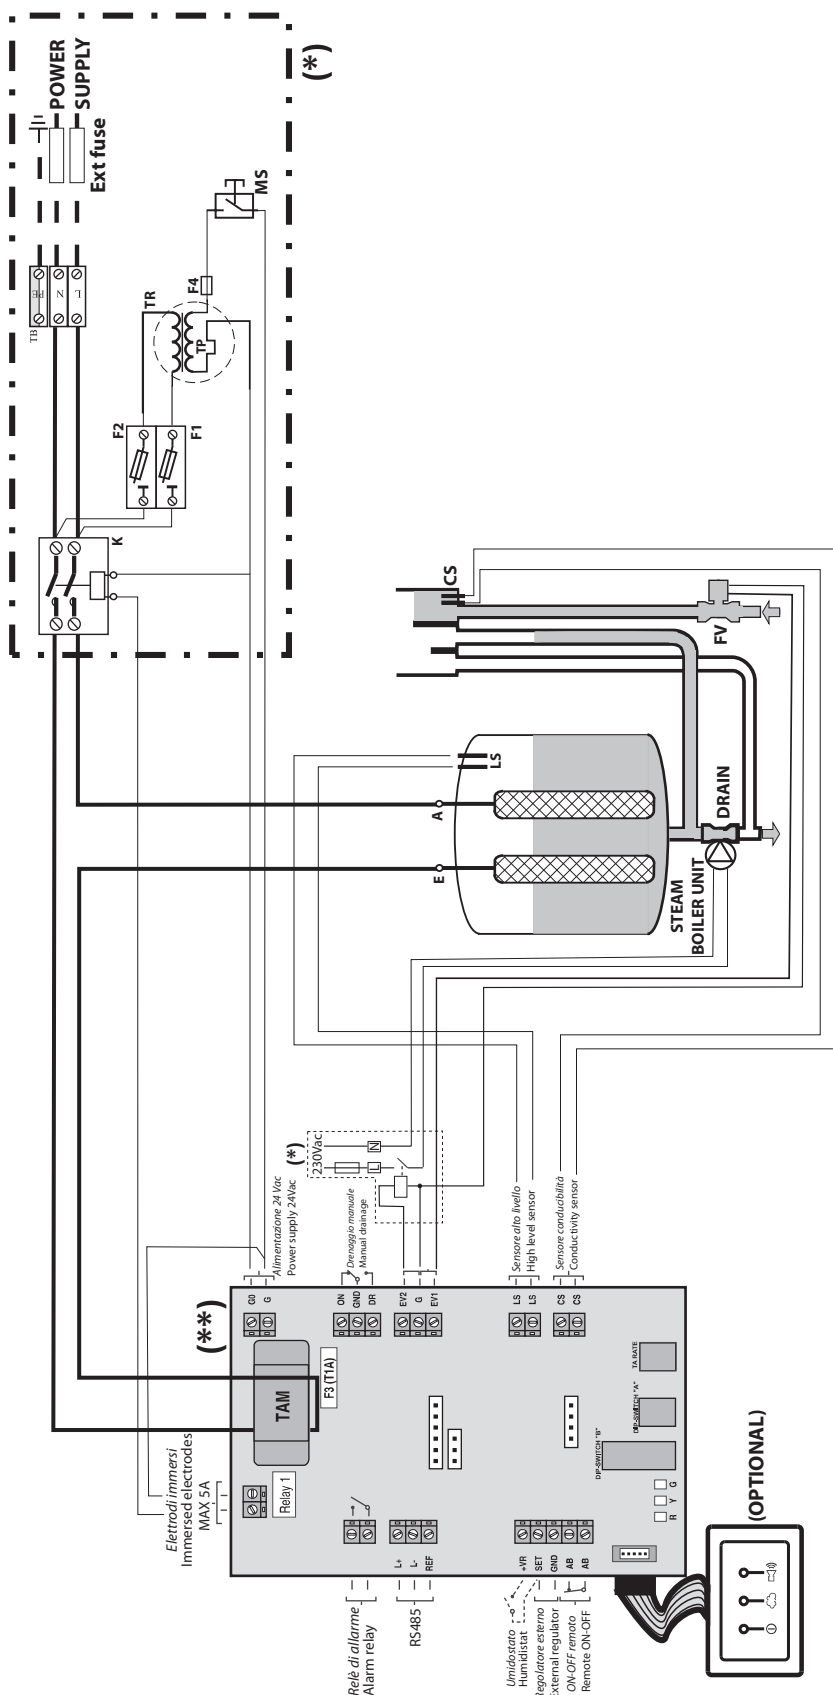 (*)
POWER
SUPPLY
Ext fuse
MS
F4
TR
TP
TB
PE
N
L
F2
F1
K
CS
FV
LS
A
E
DRAIN
STEAM
BOILER UNIT
(*)
230Vac
N
L
Alimentazione 24 Vac
Power supply 24Vac
Drenaggio manuale
Manual drainage
Sensore alto livello
High level sensor
Sensore conducibilità
Conductivity sensor
(**)
G0
G
ON
GND
DR
EV2
G
EV1
LS
LS
CS
CS
TAM
F3 (T1A)
TA RATE
DIP-SWITCH "A"
DIP-SWITCH "B"
Elettrodi immersi
Immersed electrodes
MAX 5A
Relay 1
R
Y
G
L+
L-
REF
+VR
SET
GND
AB
AB
Relè di allarme
Alarm relay
RS485
Umidostato
Humidistat
Regolatore esterno
External regulator
ON-OFF remoto
Remote ON-OFF
(OPTIONAL)